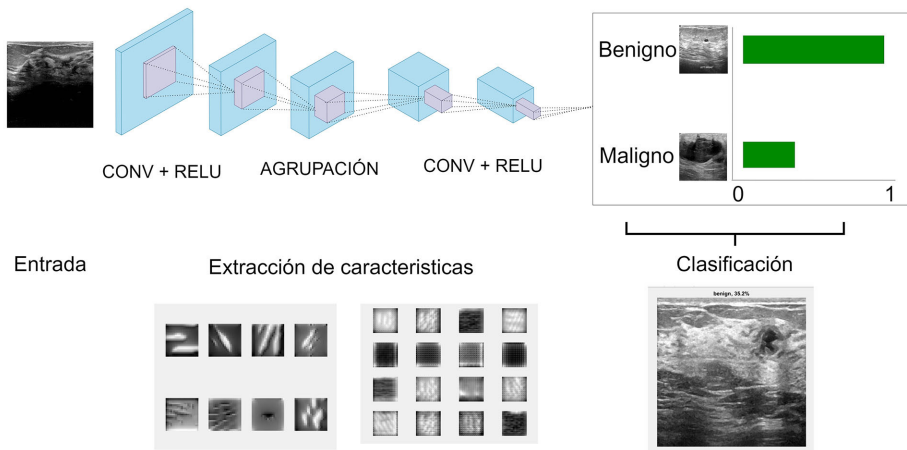 Benigno
Maligno
0 1
CONV + RELU
AGRUPACIÓN
CONV + RELU
Entrada
Extracción de caracteristicas
Clasificación
benign, 35.2%